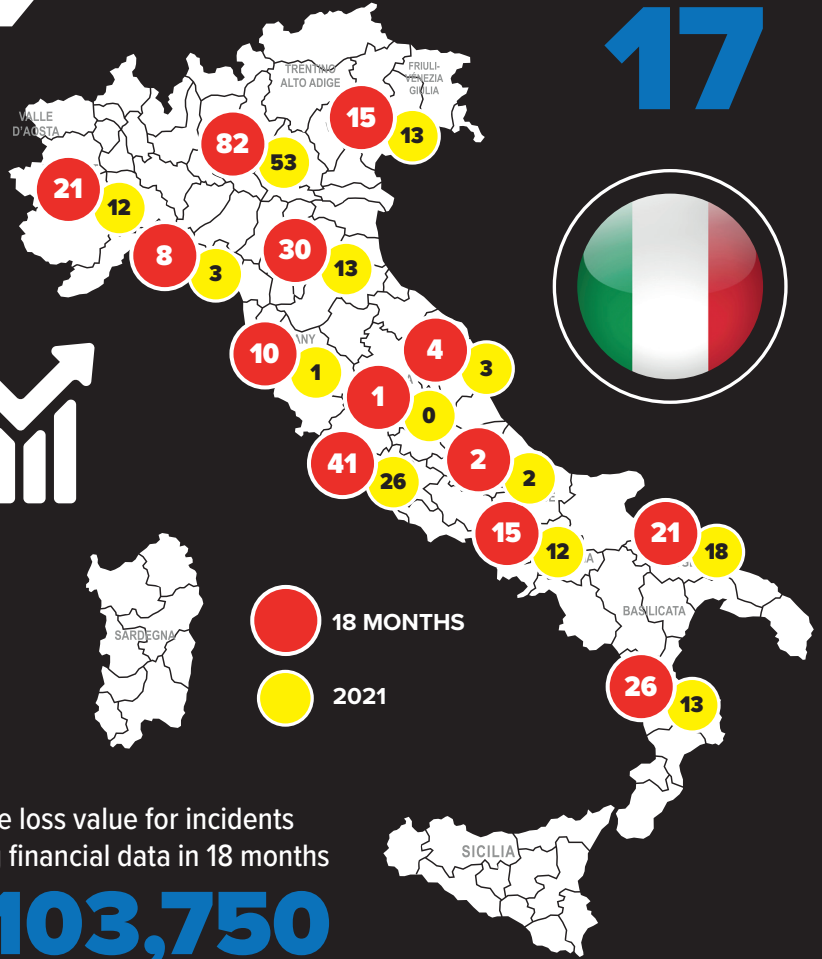 17
TRENTINO
ALTO ADIGE
FRIULI-
VENEZIA
GIULIA
VALLE
D'AOSTA
15
13
82
53
21
12
8
3
30
13
10
1
4
3
1
0
41
26
2
2
15
12
21
18
BASILICATA
SARDEGNA
18 MONTHS
2021
26
13
loss value for incidents
financial data in 18 months
SICILIA
103,750